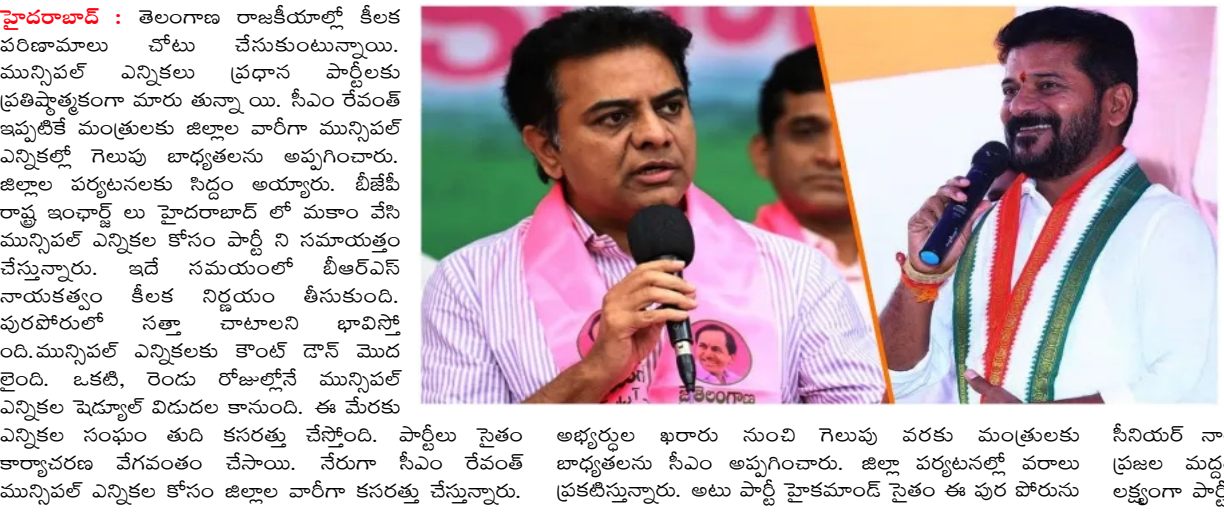 హైదరాబాద్ : తెలంగాణ రాజకీయాల్లో కీలక
పరిణామాలు చోటు చేసుకుంటున్నాయి.
మున్సిపల్ ఎన్నికలు ప్రధాన పార్టీలకు
ప్రతిష్ఠాత్మకంగా మారు తున్నా యి. సీఎం రేవంత్
ఇప్పటికే మంత్రులకు జిల్లాల వారీగా మున్సిపల్
ఎన్నికల్లో గెలుపు బాధ్యతలను అప్పగించారు.
జిల్లాల పర్యటనలకు సిద్దం అయ్యారు. బీజేపీ
రాష్ట్ర ఇంఛార్జ్ లు హైదరాబాద్ లో మకాం వేసి
మున్సిపల్ ఎన్నికల కోసం పార్టీ ని సమాయత్తం
చేస్తున్నారు. ఇదే సమయంలో బీఆర్ఎస్
నాయకత్వం కీలక నిర్ణయం తీసుకుంది.
పురపోరులో సత్తా చాటాలని భావిస్తో
ంది.మున్సిపల్ ఎన్నికలకు కౌంట్ డౌన్ మొద
లైంది. ఒకటి, రెండు రోజుల్లోనే మున్సిపల్
ఎన్నికల షెడ్యూల్ విడుదల కానుంది. ఈ మేరకు
ఎన్నికల సంఘం తుది కసరత్తు చేస్తోంది. పార్టీలు సైతం
కార్యాచరణ వేగవంతం చేసాయి. నేరుగా సీఎం రేవంత్
మున్సిపల్ ఎన్నికల కోసం జిల్లాల వారీగా కసరత్తు చేస్తున్నారు.
జై తెలంగాణ
అభ్యర్ధుల ఖరారు నుంచి గెలుపు వరకు మంత్రులకు
బాధ్యతలను సీఎం అప్పగించారు. జిల్లా పర్యటనల్లో వరాలు
ప్రకటిస్తున్నారు. అటు పార్టీ హైకమాండ్ సైతం ఈ పుర పోరును
సీనియర్ నా
ప్రజల మద్ద
లక్ష్యంగా పార్టీ